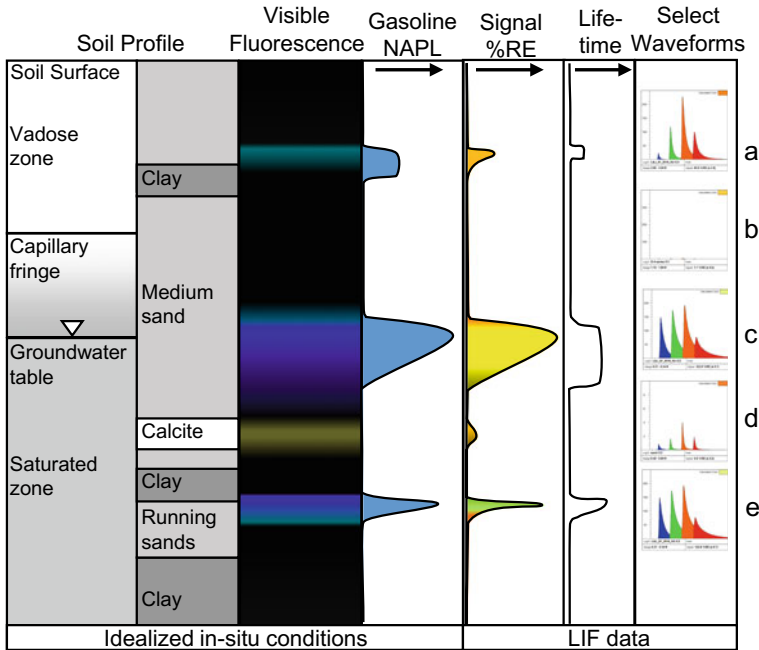 Soil Profile
Visible
Fluorescence
Gasoline
NAPL
Signal
%RE
Life-
time
Select
Waveforms
Soil Surface
Vadose
zone
Capillary
fringe
Groundwater
table
Saturated
zone
Clay
Medium
sand
Calcite
Clay
Running
sands
Clay
a
b
c
d
e
Idealized in-situ conditions
LIF data